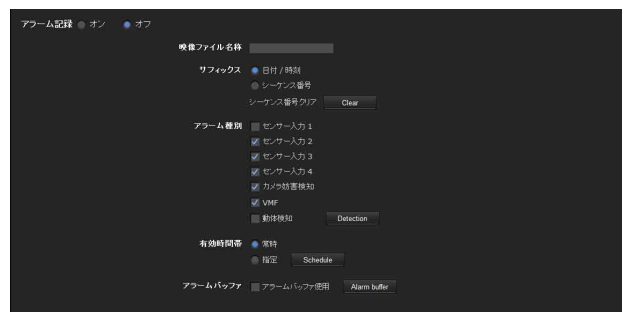 アラーム記録 オン オフ
映像ファイル名称
サフィックス 日付 / 時刻
シーケンス番号
シーケンス番号クリア Clear
アラーム種別 センサー入力 1
センサー入力 2
センサー入力 3
センサー入力 4
カメラ妨害検知
VMF
動体検知 Detection
有効時間帯 常時
指定 Schedule
アラームバッファ アラームバッファ使用 Alarm buffer